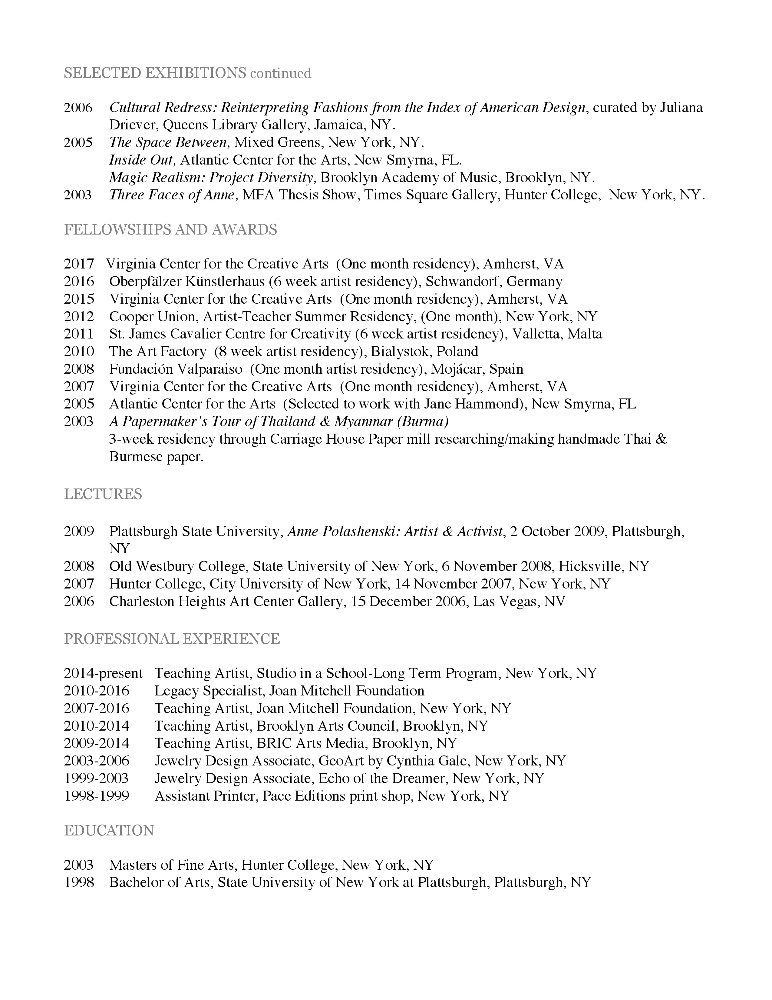 SELECTED EXHIBITIONS continued
2006 Cultural Redress: Reinterpreting Fashions from the Index of American Design, curated by Juliana
Driever, Queens Library Gallery, Jamaica, NY.
2005 The Space Between, Mixed Greens, New York, NY.
Inside Out, Atlantic Center for the Arts, New Smyrna, FL.
Magic Realism: Project Diversity, Brooklyn Academy of Music, Brooklyn, NY.
2003 Three Faces of Anne, MFA Thesis Show, Times Square Gallery, Hunter College, New York, NY.
FELLOWSHIPS AND AWARDS
2017 Virginia Center for the Creative Arts (One month residency), Amherst, VA
2016 Oberpfälzer Künstlerhaus (6 week artist residency), Schwandorf, Germany
2015 Virginia Center for the Creative Arts (One month residency), Amherst, VA
2012 Cooper Union, Artist-Teacher Summer Residency, (One month), New York, NY
2011 St. James Cavalier Centre for Creativity (6 week artist residency), Valletta, Malta
2010 The Art Factory (8 week artist residency), Bialystok, Poland
2008 Fundación Valparaiso (One month artist residency), Mojácar, Spain
2007 Virginia Center for the Creative Arts (One month residency), Amherst, VA
2005 Atlantic Center for the Arts (Selected to work with Jane Hammond), New Smyrna, FL
2003 A Papermaker's Tour of Thailand & Myanmar (Burma)
3-week residency through Carriage House Paper mill researching/making handmade Thai &
Burmese paper.
LECTURES
2009 Plattsburgh State University, Anne Polashenski: Artist & Activist, 2 October 2009, Plattsburgh,
NY
2008 Old Westbury College, State University of New York, 6 November 2008, Hicksville, NY
2007 Hunter College, City University of New York, 14 November 2007, New York, NY
2006 Charleston Heights Art Center Gallery, 15 December 2006, Las Vegas, NV
PROFESSIONAL EXPERIENCE
2014-present Teaching Artist, Studio in a School-Long Term Program, New York, NY
2010-2016 Legacy Specialist, Joan Mitchell Foundation
2007-2016 Teaching Artist, Joan Mitchell Foundation, New York, NY
2010-2014 Teaching Artist, Brooklyn Arts Council, Brooklyn, NY
2009-2014 Teaching Artist, BRIC Arts Media, Brooklyn, NY
2003-2006 Jewelry Design Associate, GeoArt by Cynthia Gale, New York, NY
1999-2003 Jewelry Design Associate, Echo of the Dreamer, New York, NY
1998-1999 Assistant Printer, Pace Editions print shop, New York, NY
EDUCATION
2003 Masters of Fine Arts, Hunter College, New York, NY
1998 Bachelor of Arts, State University of New York at Plattsburgh, Plattsburgh, NY